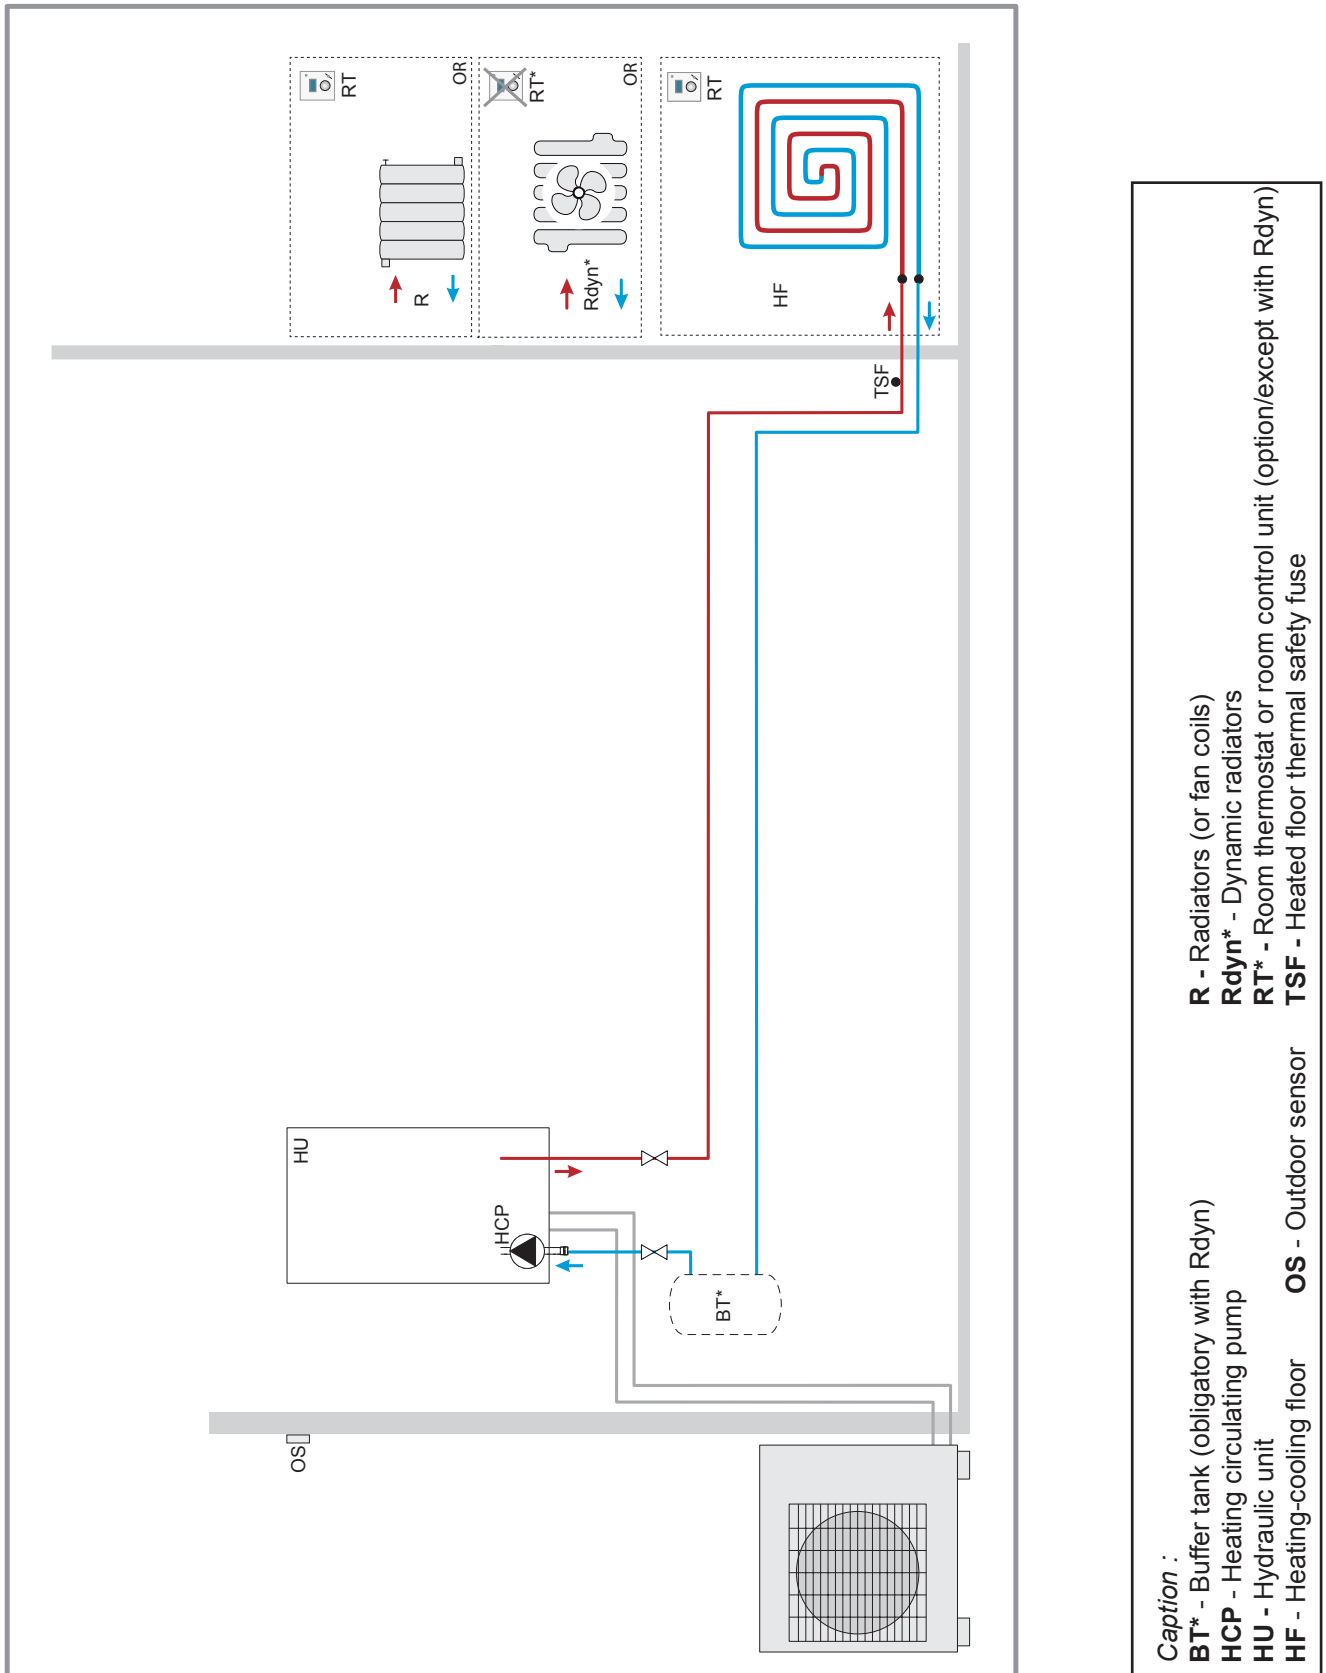 RT
OR
RT*
OR
RT
R
Rdyn*
HF
TSF
HU
HCP
BT*
OS
Caption :
BT* - Buffer tank (obligatory with Rdyn)
HCP - Heating circulating pump
HU - Hydraulic unit
HF - Heating-cooling floor
OS - Outdoor sensor
R - Radiators (or fan coils)
Rdyn* - Dynamic radiators
RT* - Room thermostat or room control unit (option/except with Rdyn)
TSF - Heated floor thermal safety fuse